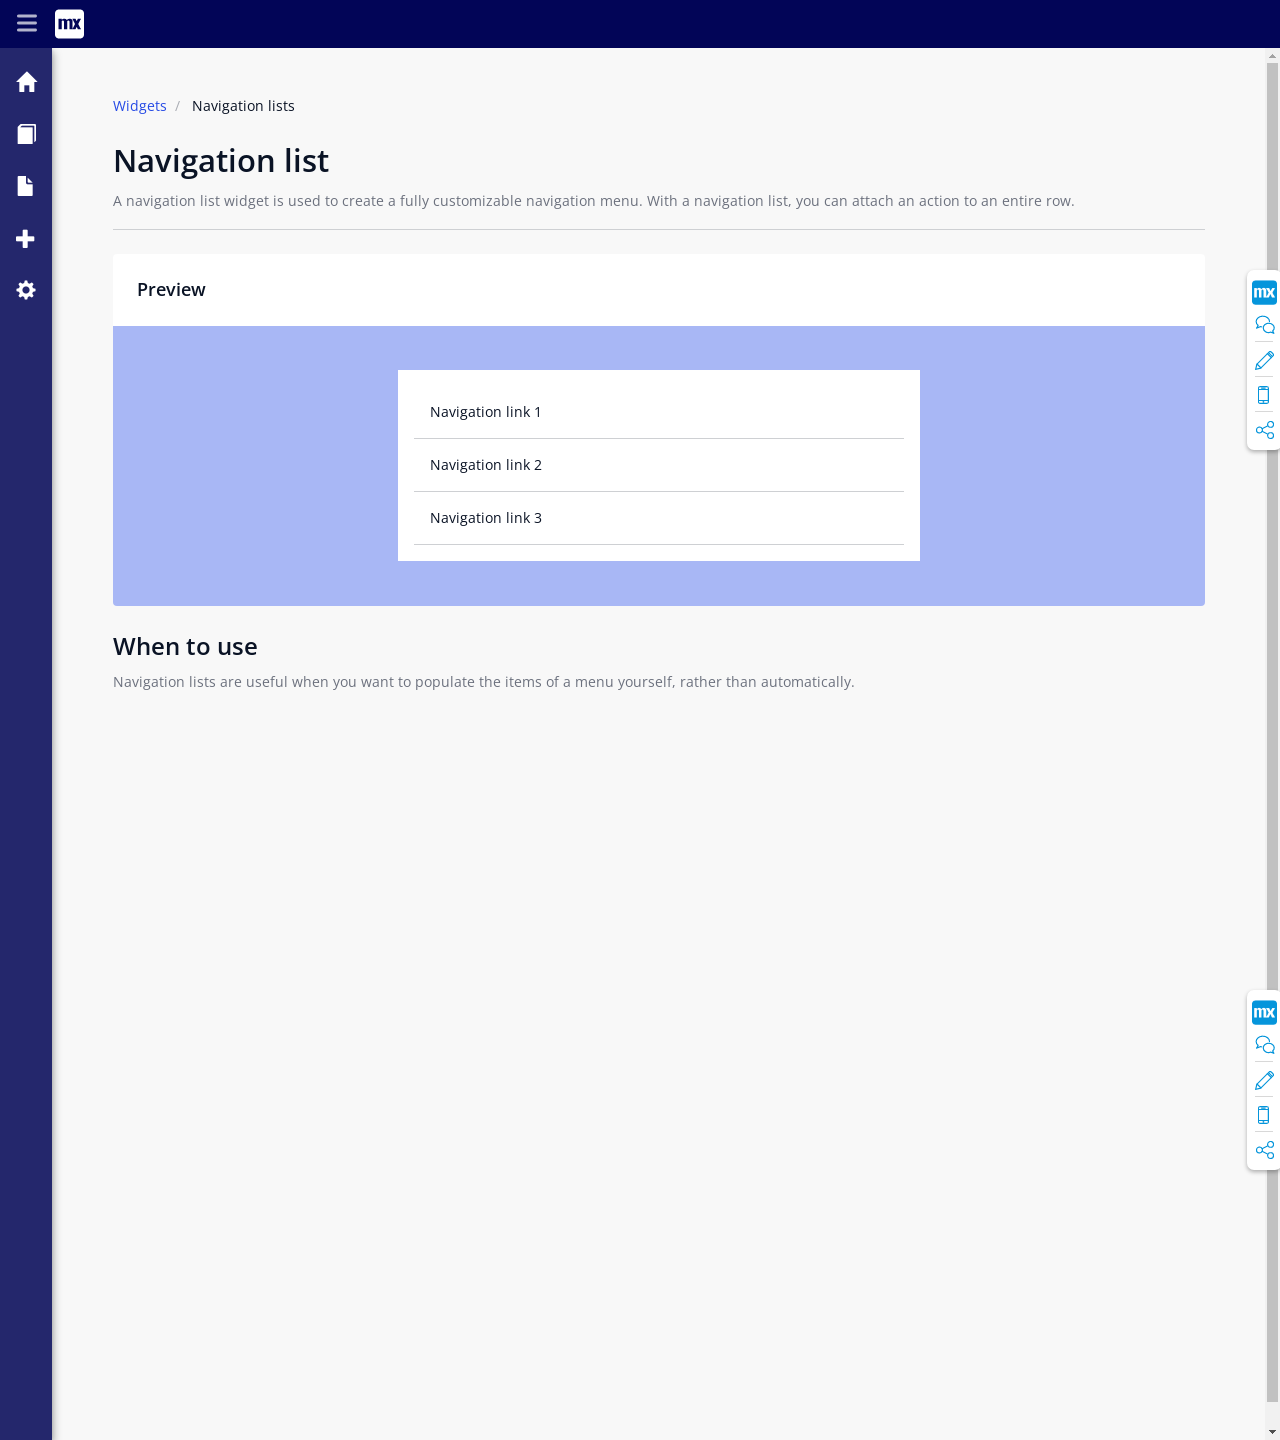 mx
Widgets / Navigation lists
Navigation list
A navigation list widget is used to create a fully customizable navigation menu. With a navigation list, you can attach an action to an entire row.
Preview
mx
Navigation link 1
Navigation link 2
Navigation link 3
When to use
Navigation lists are useful when you want to populate the items of a menu yourself, rather than automatically.
mx